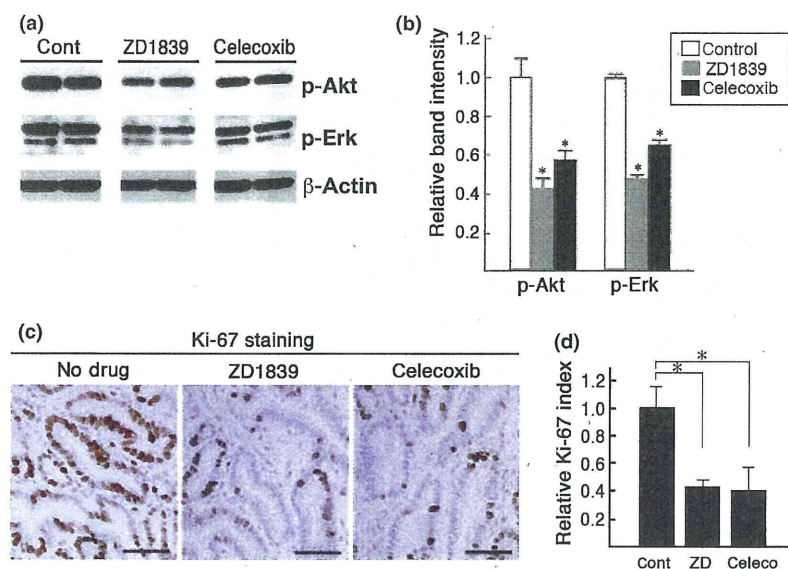 (a)
Cont ZD1839 Celecoxib
p-Akt
p-Erk
β-Actin
(b)
Relative band intensity
1.2
1.0
0.8
0.6
0.4
0.2
* * * *
p-Akt p-Erk
Control
ZD1839
Celecoxib
(c)
Ki-67 staining
No drug ZD1839 Celecoxib
(d)
Relative Ki-67 index
1.2
1.0
0.8
0.6
0.4
0.2
*
*
Cont ZD Celeco